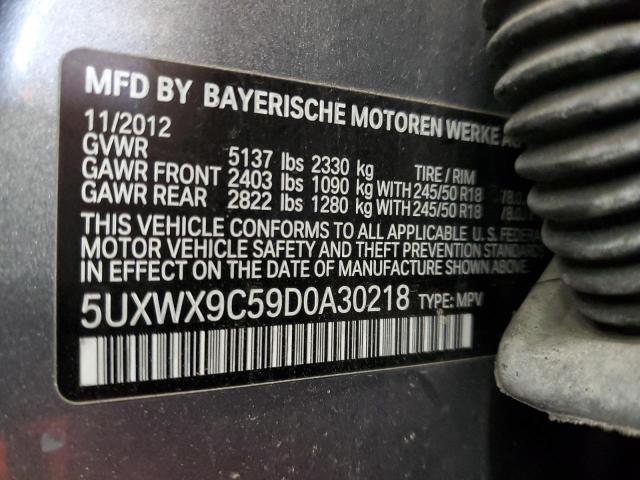 MFD BY BAYERISCHE MOTOREN WERKE AG
11/2012
GVWR 5137 lbs 2330 kg TIRE / RIM
GAWR FRONT 2403 lbs 1090 kg WITH 245/50 R18
GAWR REAR 2822 lbs 1280 kg WITH 245/50 R18
THIS VEHICLE CONFORMS TO ALL APPLICABLE U. S. FEDERAL
MOTOR VEHICLE SAFETY AND THEFT PREVENTION STANDARDS
IN EFFECT ON THE DATE OF MANUFACTURE SHOWN ABOVE.
5UXWX9C59D0A30218 TYPE: MPV